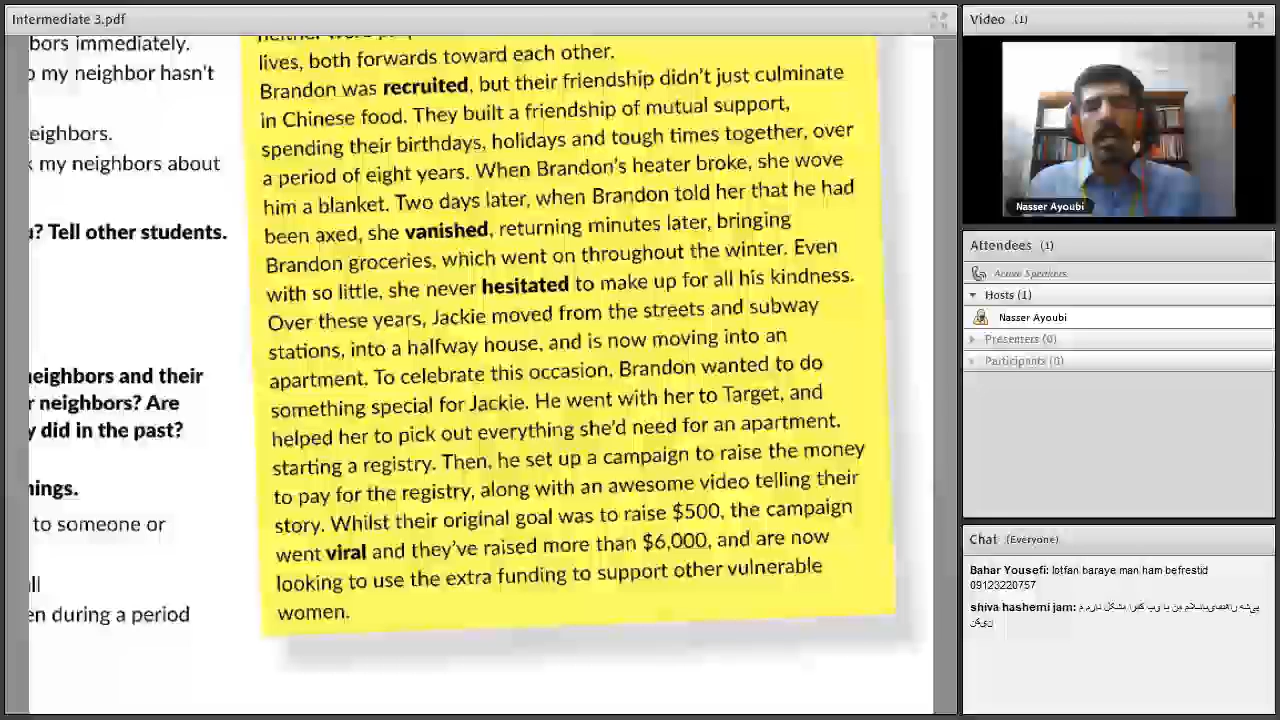 Intermediate 3.pdf
bors immediately.
my neighbor hasn't
eighbors.
my neighbors about
? Tell other students.
neighbors and their
r neighbors? Are
y did in the past?
nings.
to someone or
ll
en during a period
neither
lives, both forwards toward each other.
Brandon was recruited, but their friendship didn't just culminate
in Chinese food. They built a friendship of mutual support,
spending their birthdays, holidays and tough times together, over
a period of eight years. When Brandon's heater broke, she wove
him a blanket. Two days later, when Brandon told her that he had
been axed, she vanished, returning minutes later, bringing
Brandon groceries, which went on throughout the winter. Even
with so little, she never hesitated to make up for all his kindness.
Over these years, Jackie moved from the streets and subway
stations, into a halfway house, and is now moving into an
apartment. To celebrate this occasion, Brandon wanted to do
something special for Jackie. He went with her to Target, and
helped her to pick out everything she'd need for an apartment.
starting a registry. Then, he set up a campaign to raise the money
to pay for the registry, along with an awesome video telling their
story. Whilst their original goal was to raise $500, the campaign
went viral and they've raised more than $6,000, and are now
looking to use the extra funding to support other vulnerable
women.
Video (1)
Nasser Ayoubi
Attendees (1)
Active Speakers
Hosts (1)
Nasser Ayoubi
Presenters (0)
Participants (0)
Chat (Everyone)
Bahar Yousefi: lotfan baraye man ham befrestid
09123220757
shiva hashemi jam: